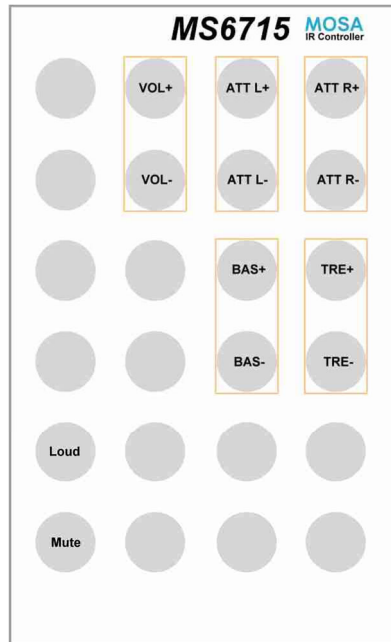 MS6715 MOSA
IR Controller
VOL+ ATT L+ ATT R+
VOL- ATT L- ATT R-
BAS+ TRE+
BAS- TRE-
Loud
Mute